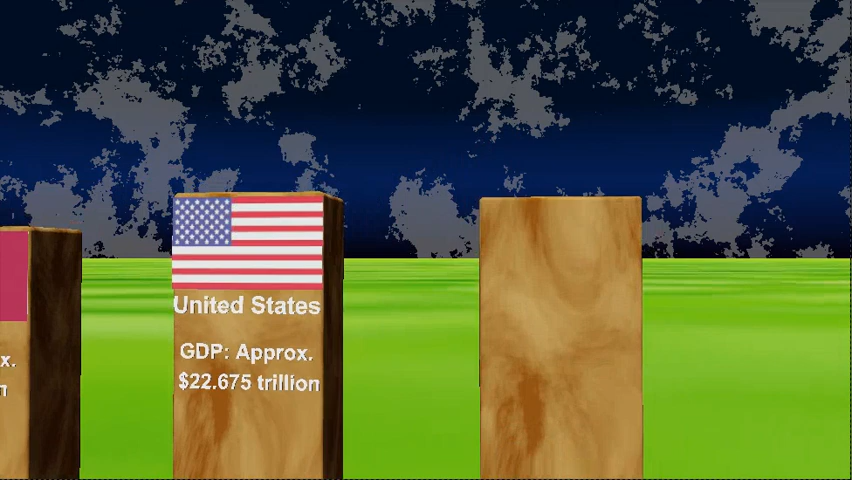 x.
United States
GDP: Approx.
$22.675 trillion